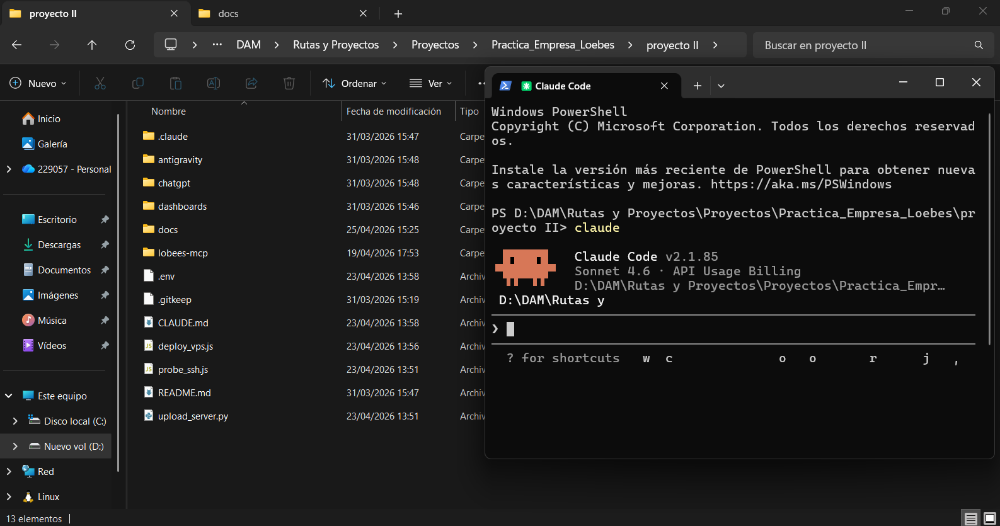 proyecto II
docs
DAM
Rutas y Proyectos
Proyectos
Practica_Empresa_Loebes
proyecto II
Buscar en proyecto II
Nuevo
Ordenar
Ver
Inicio
Galería
229057 - Personal
Escritorio
Descargas
Documentos
Imágenes
Música
Vídeos
Este equipo
Disco local (C:)
Nuevo vol (D:)
Red
Linux
Nombre Fecha de modificación Tipo
.claude 31/03/2026 15:47 Carpe
antigravity 31/03/2026 15:48 Carpe
chatgpt 31/03/2026 15:48 Carpe
dashboards 31/03/2026 15:46 Carpe
docs 25/04/2026 15:25 Carpe
lobees-mcp 19/04/2026 17:53 Carpe
.env 23/04/2026 13:58 Archiv
.gitkeep 31/03/2026 15:19 Archiv
CLAUDE.md 23/04/2026 13:58 Archiv
deploy_vps.js 23/04/2026 13:56 Archiv
probe_ssh.js 23/04/2026 13:51 Archiv
README.md 31/03/2026 15:47 Archiv
upload_server.py 23/04/2026 13:51 Archiv
Claude Code
Windows PowerShell
Copyright (C) Microsoft Corporation. Todos los derechos reservad
os.
Instale la versión más reciente de PowerShell para obtener nueva
s características y mejoras. https://aka.ms/PSWindows
PS D:\DAM\Rutas y Proyectos\Proyectos\Practica_Empresa_Loebes\pr
oyecto II> claude
Claude Code v2.1.85
Sonnet 4.6 · API Usage Billing
D:\DAM\Rutas y Proyectos\Proyectos\Practica_Empr…
D:\DAM\Rutas y
❯
? for shortcuts w c o o r j ,
13 elementos